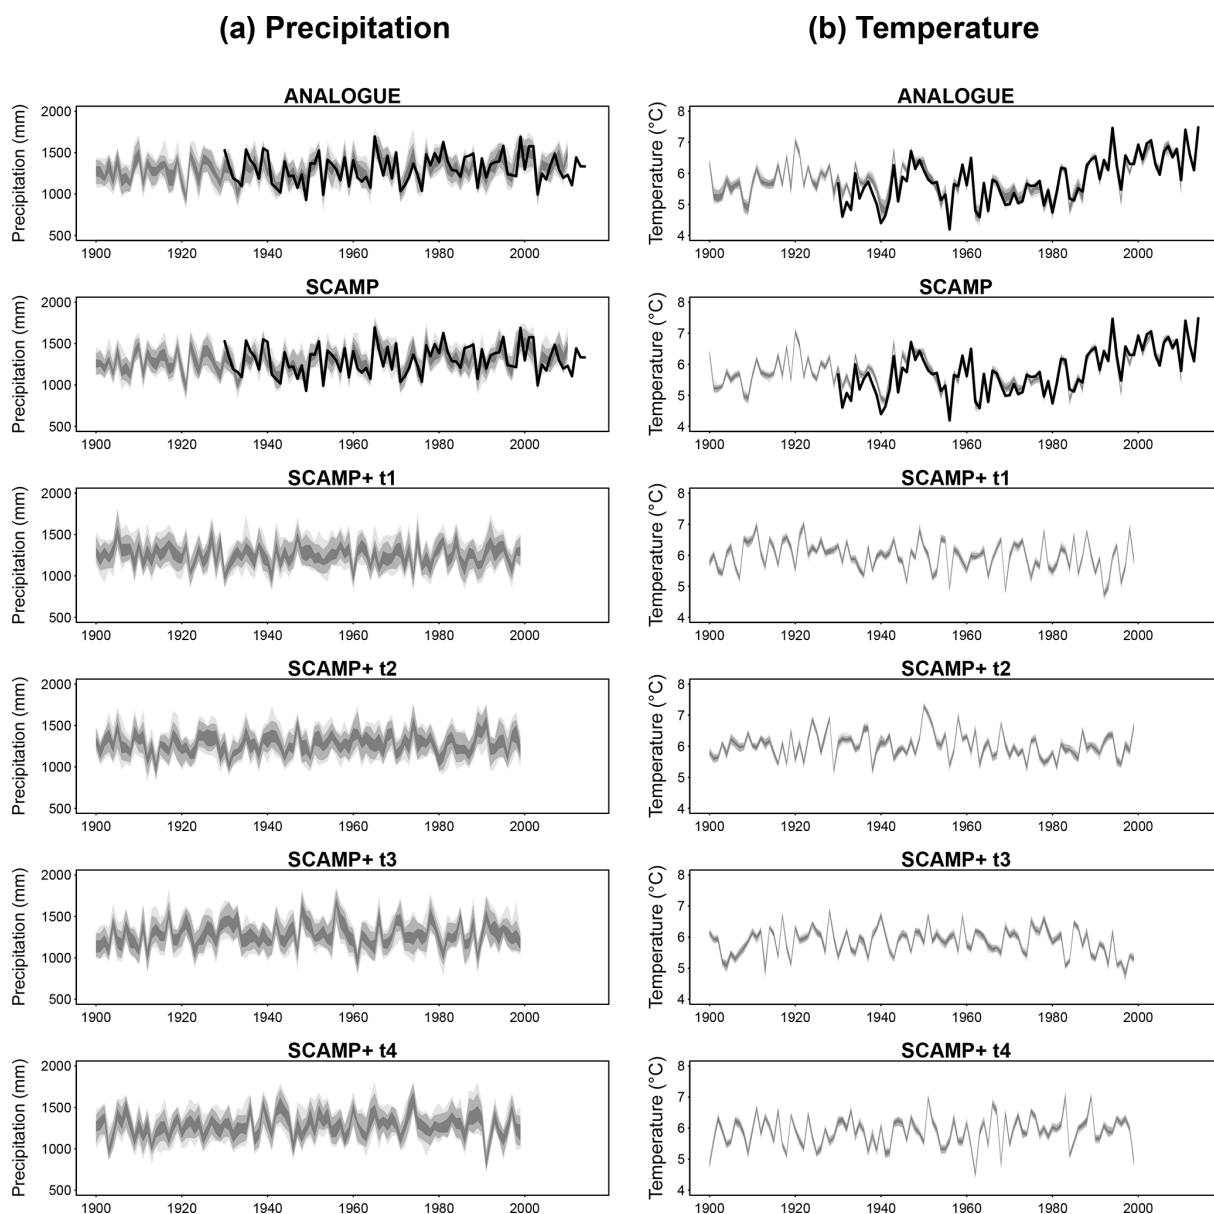 (a) Precipitation
(b) Temperature
ANALOGUE
Precipitation (mm)
2000
1500
1000
500
1900 1920 1940 1960 1980 2000
ANALOGUE
Temperature (°C)
8
7
6
5
4
1900 1920 1940 1960 1980 2000
SCAMP
Precipitation (mm)
2000
1500
1000
500
1900 1920 1940 1960 1980 2000
SCAMP
Temperature (°C)
8
7
6
5
4
1900 1920 1940 1960 1980 2000
SCAMP+ t1
Precipitation (mm)
2000
1500
1000
500
1900 1920 1940 1960 1980 2000
SCAMP+ t1
Temperature (°C)
8
7
6
5
4
1900 1920 1940 1960 1980 2000
SCAMP+ t2
Precipitation (mm)
2000
1500
1000
500
1900 1920 1940 1960 1980 2000
SCAMP+ t2
Temperature (°C)
8
7
6
5
4
1900 1920 1940 1960 1980 2000
SCAMP+ t3
Precipitation (mm)
2000
1500
1000
500
1900 1920 1940 1960 1980 2000
SCAMP+ t3
Temperature (°C)
8
7
6
5
4
1900 1920 1940 1960 1980 2000
SCAMP+ t4
Precipitation (mm)
2000
1500
1000
500
1900 1920 1940 1960 1980 2000
SCAMP+ t4
Temperature (°C)
8
7
6
5
4
1900 1920 1940 1960 1980 2000